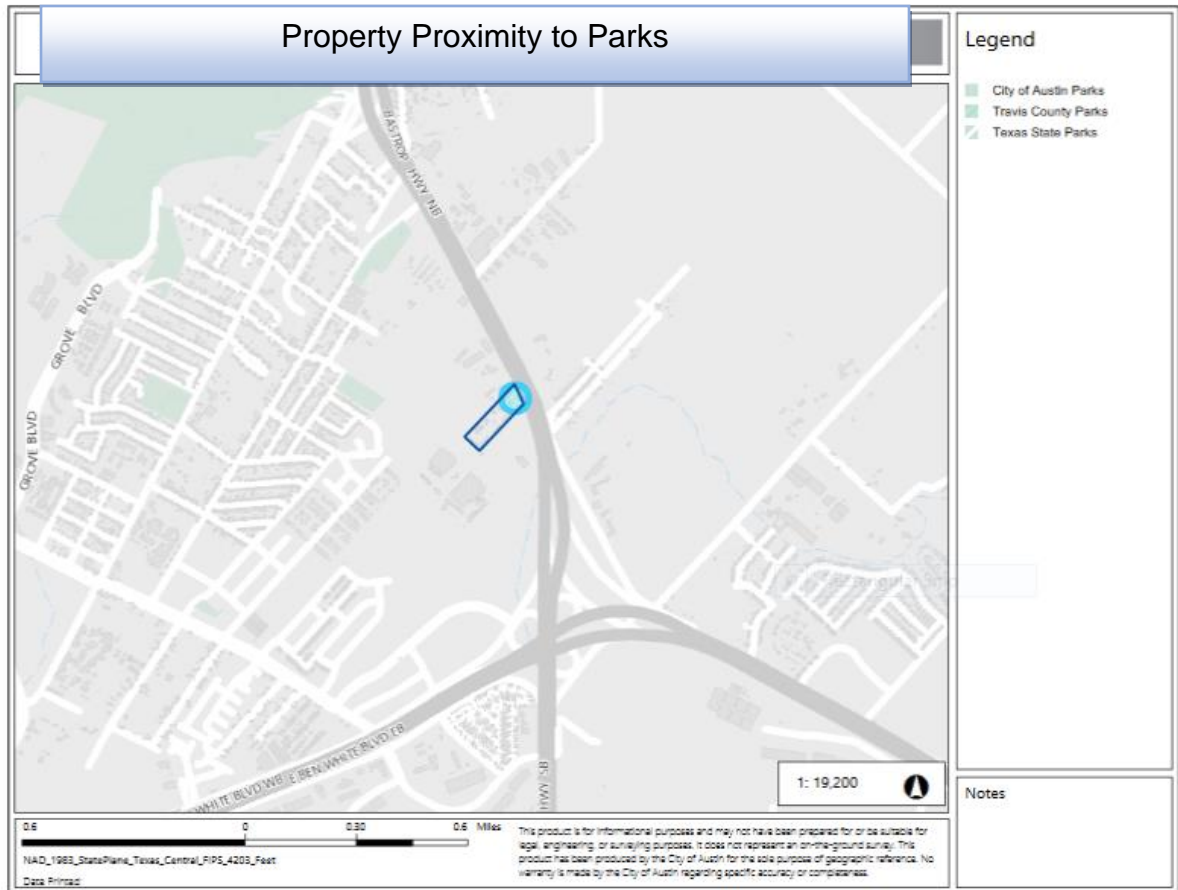 Property Proximity to Parks
Legend
City of Austin Parks
Travis County Parks
Texas State Parks
BASTROP HWY NB
GROVE BLVD
GROVE BLVD
WHITE BLVD WB
E BEN WHITE BLVD EB
HWY SB
1: 19,200
Notes
0.6 0 0.30 0.6 Miles
NAD_1983_StatePlane_Texas_Central_FIPS_4203_Feet
Date Printed:
This product is for informational purposes and may not have been prepared for or be suitable for
legal, engineering, or surveying purposes. It does not represent an on-the-ground survey. This
product has been produced by the City of Austin for the sole purpose of geographic reference. No
warranty is made by the City of Austin regarding specific accuracy or completeness.